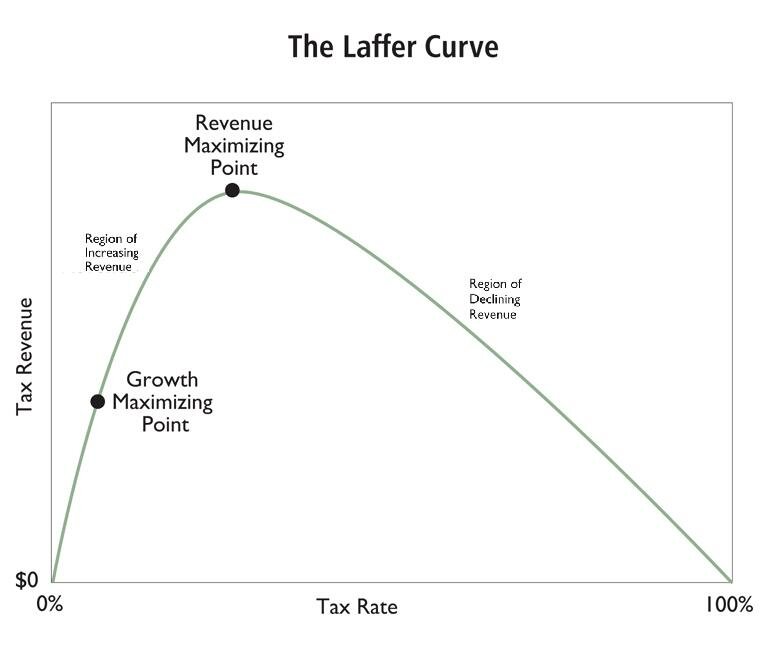 The Laffer Curve
Revenue
Maximizing
Point
Region of
Increasing
Revenue
Region of
Declining
Revenue
Tax Revenue
Growth
Maximizing
Point
$0
0%
Tax Rate
100%